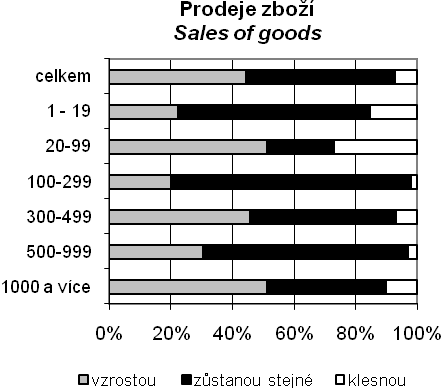 Prodeje zboží
Sales of goods
celkem
1 - 19
20-99
100-299
300-499
500-999
1000 a více
0% 20% 40% 60% 80% 100%
vzrostou zůstanou stejné klesnou